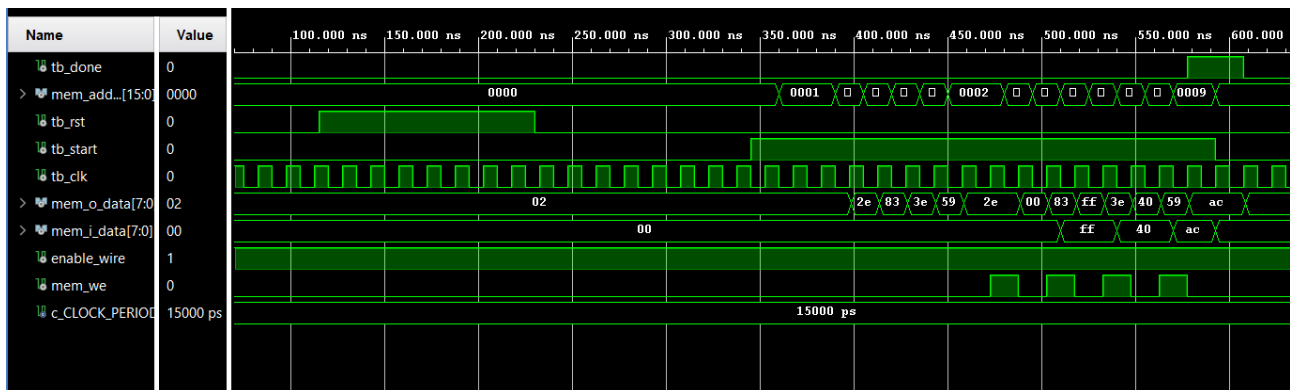 Name Value 100.000 ns 150.000 ns 200.000 ns 250.000 ns 300.000 ns 350.000 ns 400.000 ns 450.000 ns 500.000 ns 550.000 ns 600.000
tb_done 0
mem_add...[15:0] 0000 0000 0001 0002 0009
tb_rst 0
tb_start 0
tb_clk 0
mem_o_data[7:0 02 02 2e 83 3e 59 2e 00 83 ff 3e 40 59 ac
mem_i_data[7:0] 00 00 ff 40 ac
enable_wire 1
mem_we 0
c_CLOCK_PERIOD 15000 ps 15000 ps